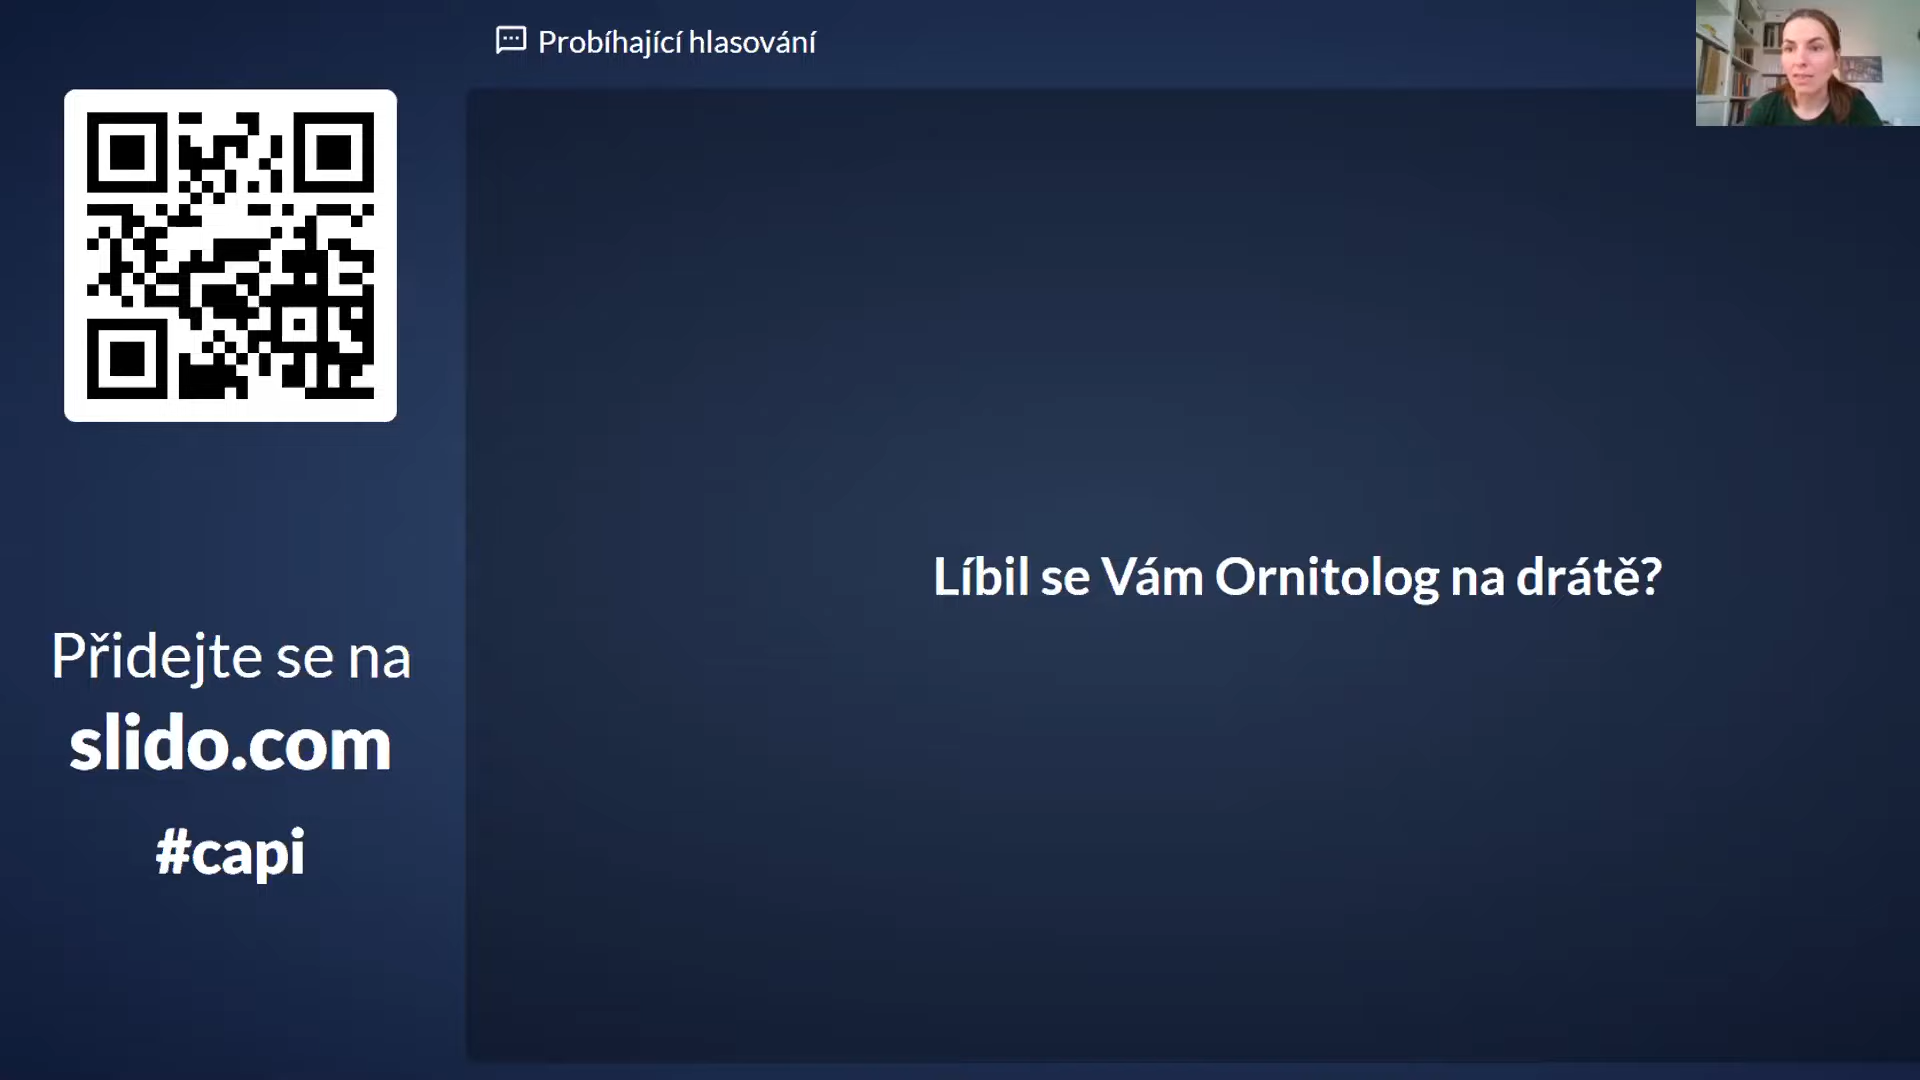 Probíhající hlasování
Líbil se Vám Ornitolog na drátě?
Přidejte se na
slido.com
#capi